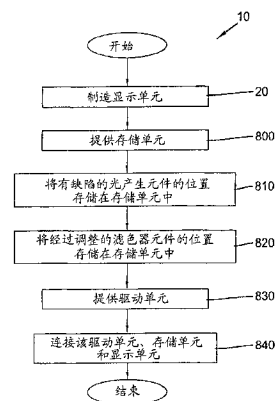 10
开始
制造显示单元
20
提供存储单元
800
将有缺陷的光产生元件的位置
存储在存储单元中
810
将经过调整的滤色器元件的位置
存储在存储单元中
820
提供驱动单元
830
连接该驱动单元、存储单元
和显示单元
840
结束